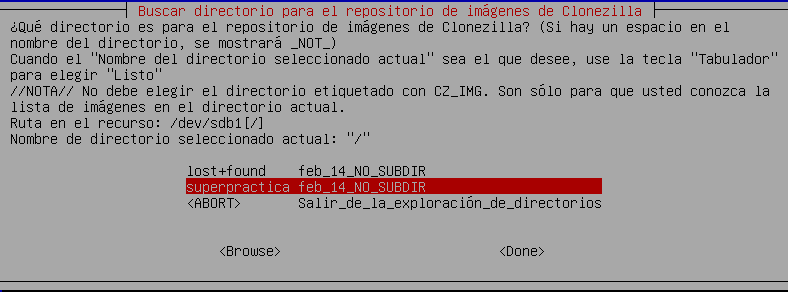 Buscar directorio para el repositorio de imágenes de Clonezilla
¿Qué directorio es para el repositorio de imágenes de Clonezilla? (Si hay un espacio en el
nombre del directorio, se mostrará _NOT_)
Cuando el "Nombre del directorio seleccionado actual" sea el que desee, use la tecla "Tabulador"
para elegir "Listo"
//NOTA// No debe elegir el directorio etiquetado con CZ_IMG. Son sólo para que usted conozca la
lista de imágenes en el directorio actual.
Ruta en el recurso: /dev/sdb1[/]
Nombre de directorio seleccionado actual: "/"
lost+found feb_14_NO_SUBDIR
superpractica feb_14_NO_SUBDIR
<ABORT> Salir_de_la_exploración_de_directorios
<Browse> <Done>